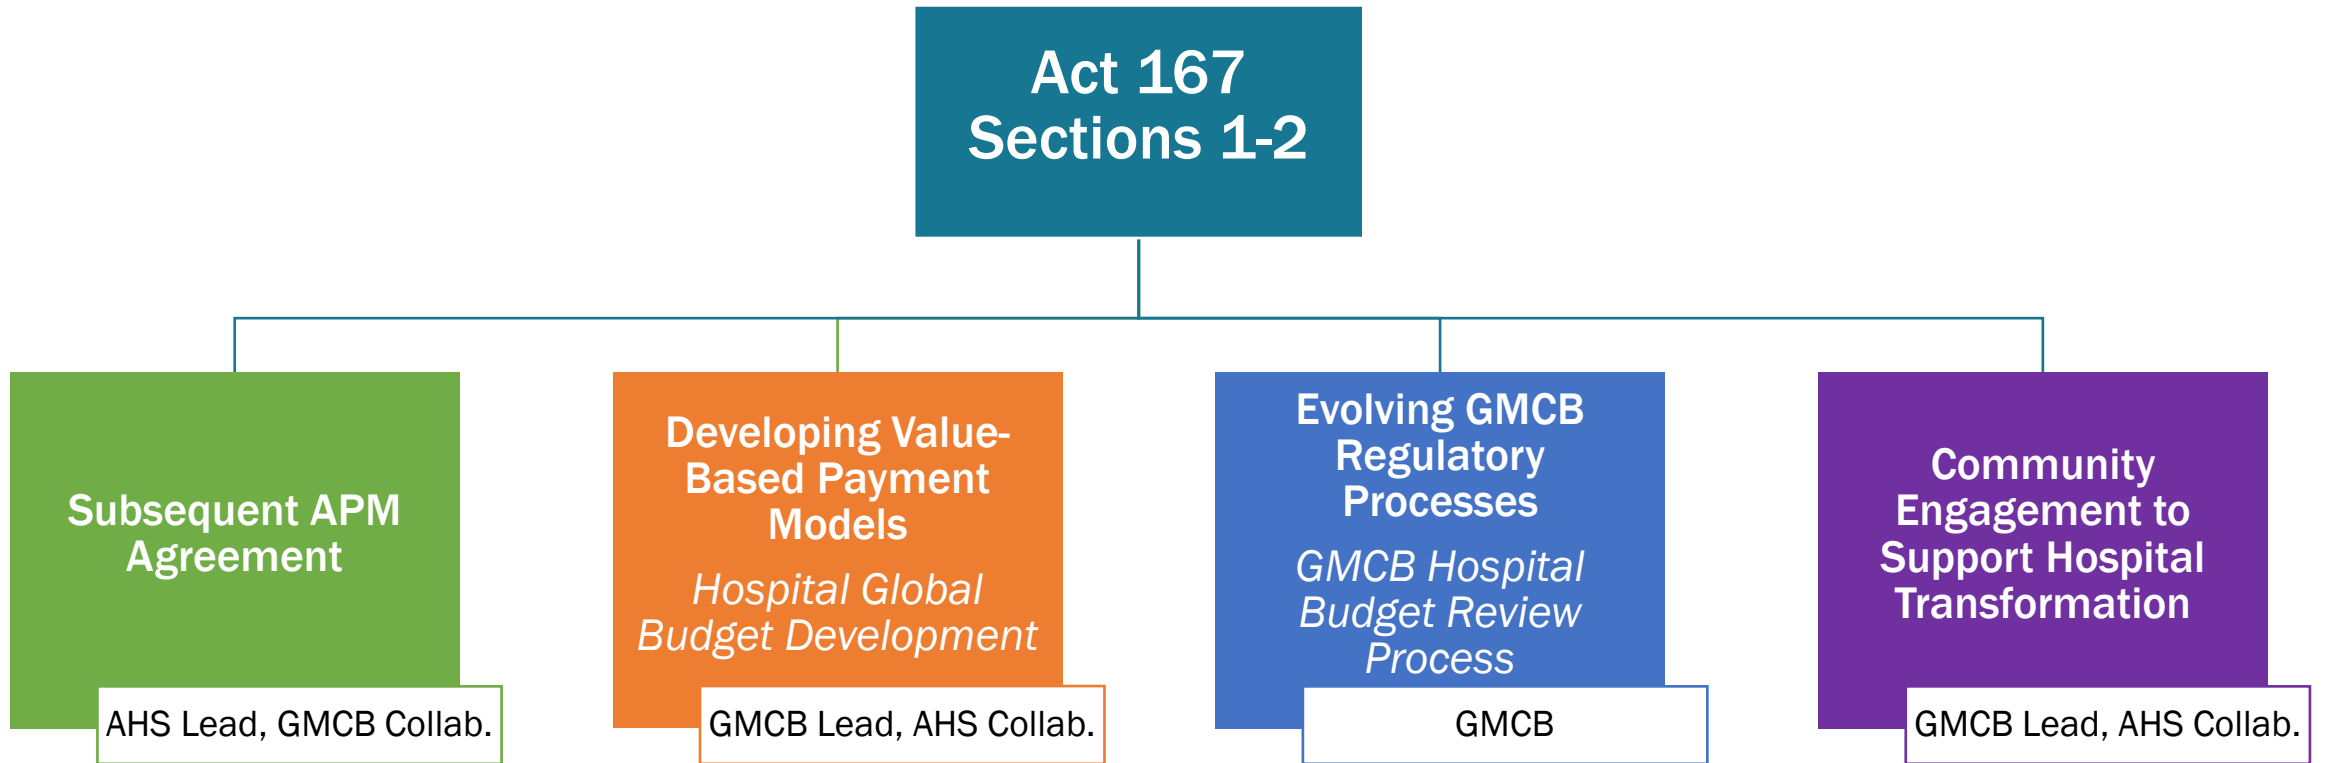 Act 167
Sections 1-2
Subsequent APM
Agreement
AHS Lead, GMCB Collab.
Developing Value-
Based Payment
Models
Hospital Global
Budget Development
GMCB Lead, AHS Collab.
Evolving GMCB
Regulatory
Processes
GMCB Hospital
Budget Review
Process
GMCB
Community
Engagement to
Support Hospital
Transformation
GMCB Lead, AHS Collab.